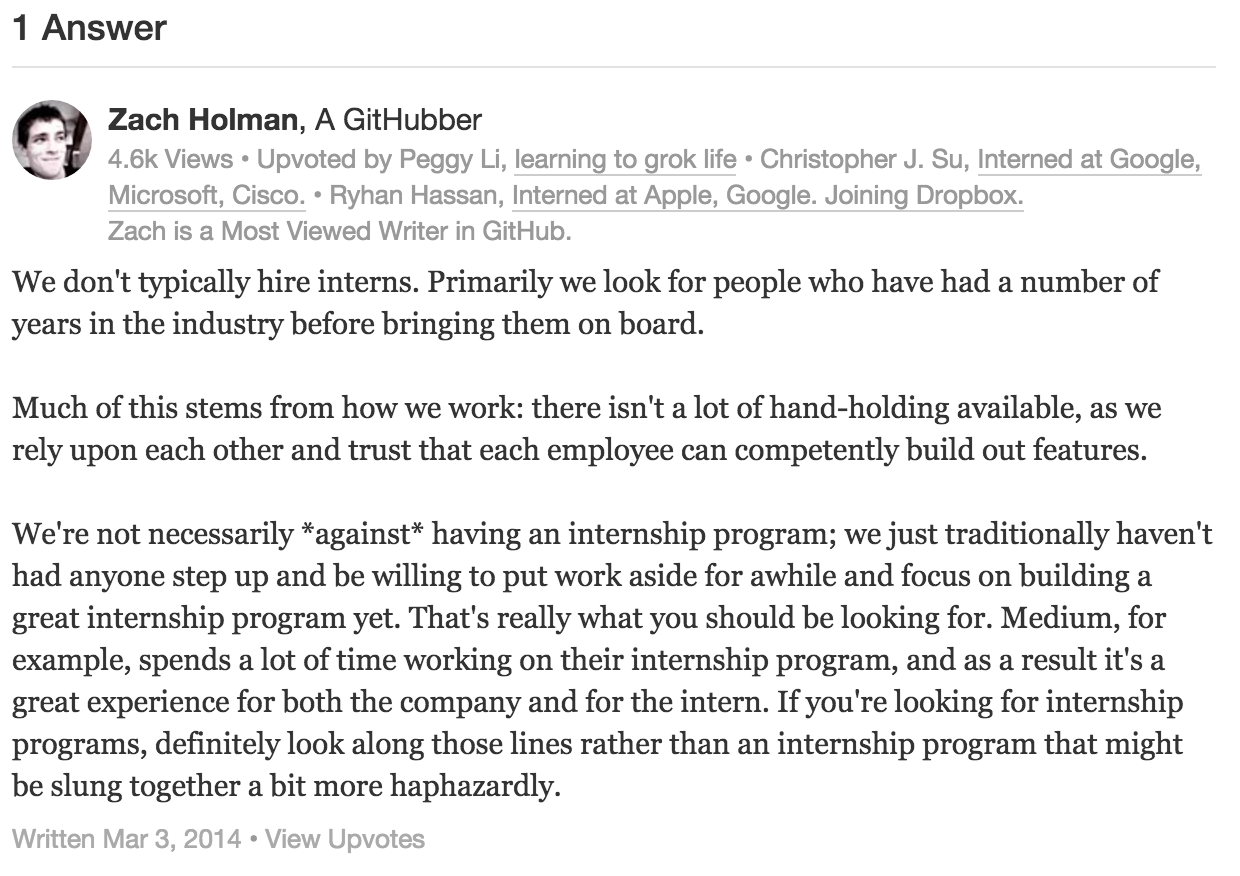 1 Answer
Zach Holman, A GitHubber
4.6k Views • Upvoted by Peggy Li, learning to grok life • Christopher J. Su, Interned at Google,
Microsoft, Cisco. • Ryhan Hassan, Interned at Apple, Google. Joining Dropbox.
Zach is a Most Viewed Writer in GitHub.
We don't typically hire interns. Primarily we look for people who have had a number of
years in the industry before bringing them on board.
Much of this stems from how we work: there isn't a lot of hand-holding available, as we
rely upon each other and trust that each employee can competently build out features.
We're not necessarily *against* having an internship program; we just traditionally haven't
had anyone step up and be willing to put work aside for awhile and focus on building a
great internship program yet. That's really what you should be looking for. Medium, for
example, spends a lot of time working on their internship program, and as a result it's a
great experience for both the company and for the intern. If you're looking for internship
programs, definitely look along those lines rather than an internship program that might
be slung together a bit more haphazardly.
Written Mar 3, 2014 • View Upvotes